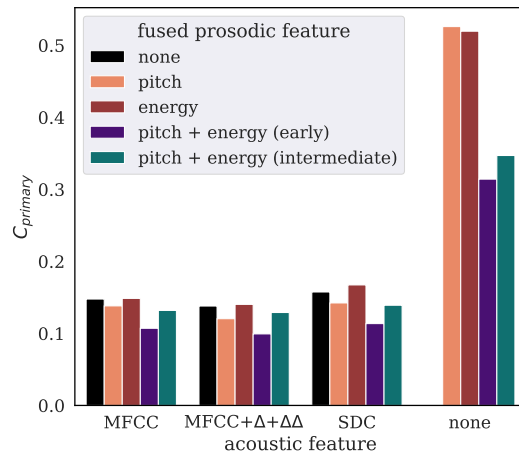 fused prosodic feature
none
pitch
energy
pitch + energy (early)
pitch + energy (intermediate)
0.5
0.4
0.3
0.2
0.1
0.0
C_primary
MFCC
MFCC+Δ+ΔΔ
SDC
none
acoustic feature